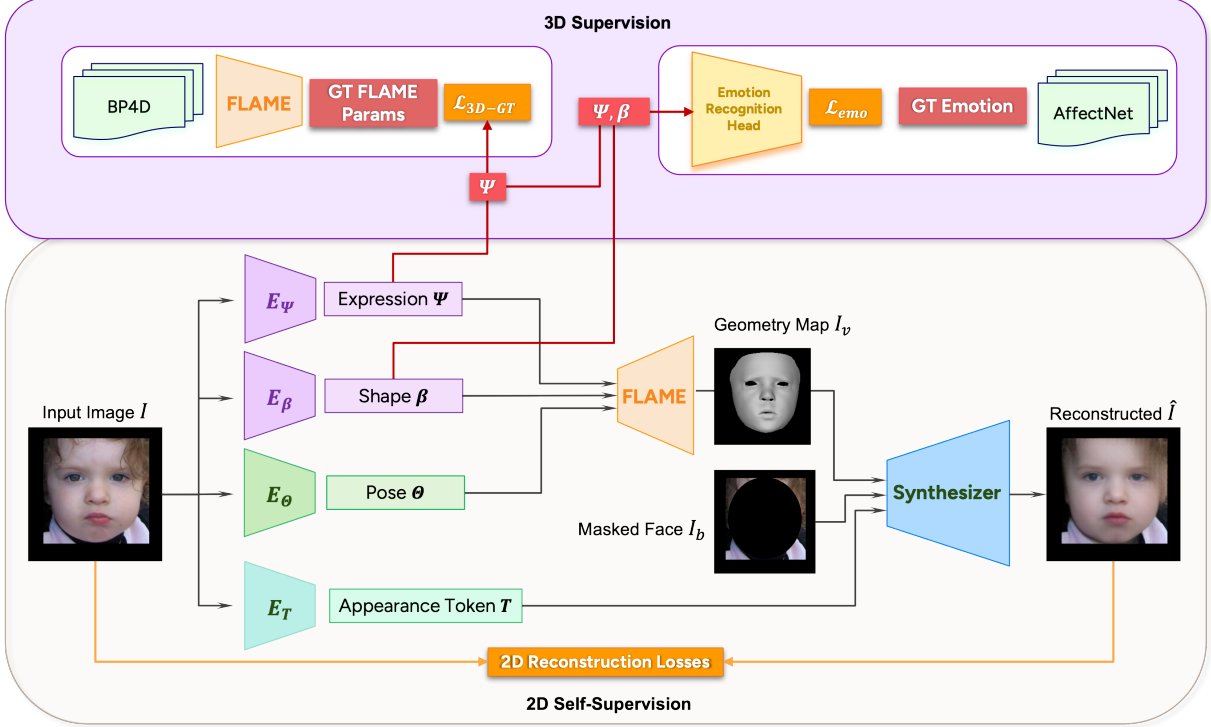 3D Supervision
BP4D
FLAME
GT FLAME
Params
ℒ3D−GT
Ψ, β
Emotion
Recognition
Head
ℒemo
GT Emotion
AffectNet
Ψ
EΨ
Expression Ψ
Geometry Map Iv
Eβ
Shape β
FLAME
Input Image I
Reconstructed Î
EΘ
Pose Θ
Synthesizer
Masked Face Ib
ET
Appearance Token T
2D Reconstruction Losses
2D Self-Supervision